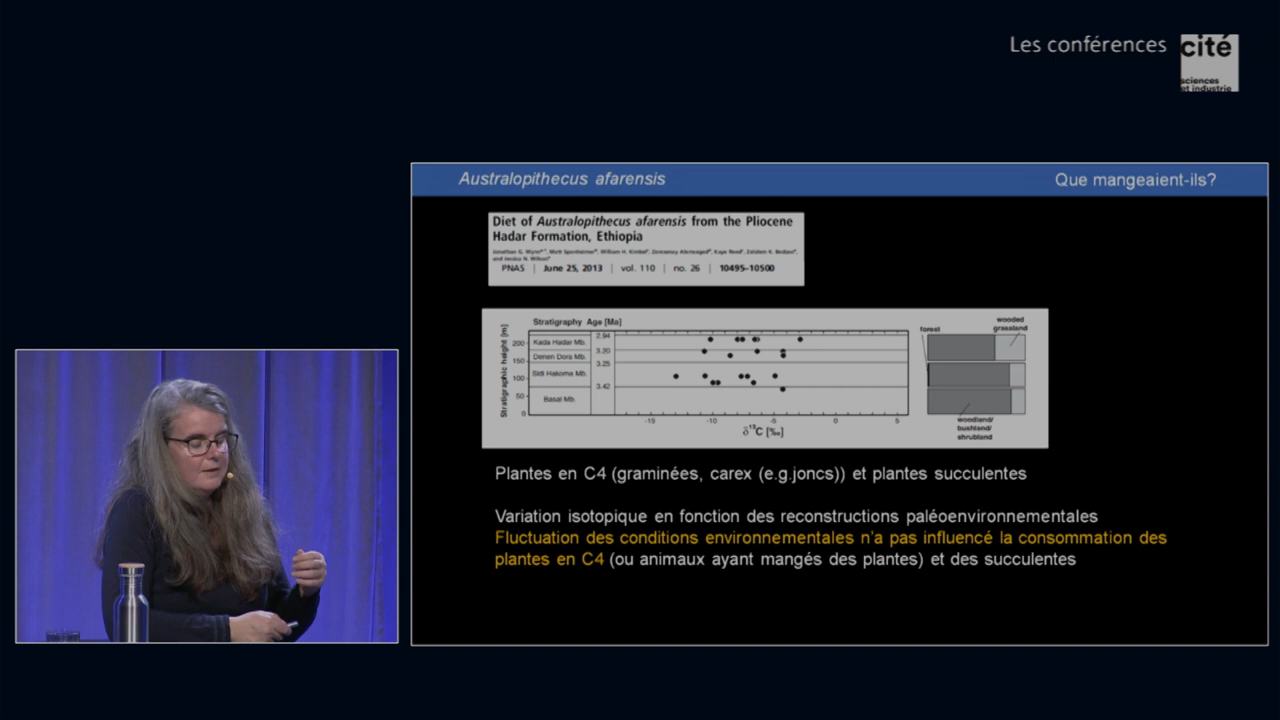 Les conférences
cité
sciences
et industrie
Australopithecus afarensis
Que mangeaient-ils?
Diet of Australopithecus afarensis from the Pliocene
Hadar Formation, Ethiopia
PNAS | June 25, 2013 | vol. 110 | no. 26 | 10495–10500
Stratigraphy Age [Ma]
Stratigraphic height [m]
200
150
100
50
0
Kada Hadar Mb.
Denen Dora Mb.
Sidi Hakoma Mb.
Basal Mb.
2.94
3.20
3.25
3.42
-15
-10
-5
0
5
δ¹³C [‰]
forest
wooded
grassland
woodland/
bushland/
shrubland
Plantes en C4 (graminées, carex (e.g.joncs)) et plantes succulentes
Variation isotopique en fonction des reconstructions paléoenvironnementales
Fluctuation des conditions environnementales n'a pas influencé la consommation des
plantes en C4 (ou animaux ayant mangés des plantes) et des succulentes